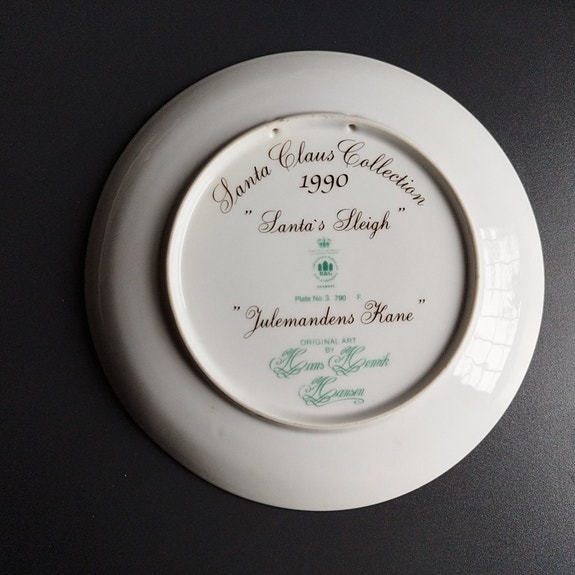 Santa Claus Collection
1990
"Santa's Sleigh"
B&G
Plate No. 3. 790 F.
"Julemandens Kane"
ORIGINAL ART
BY
Hans Henrik
Hansen